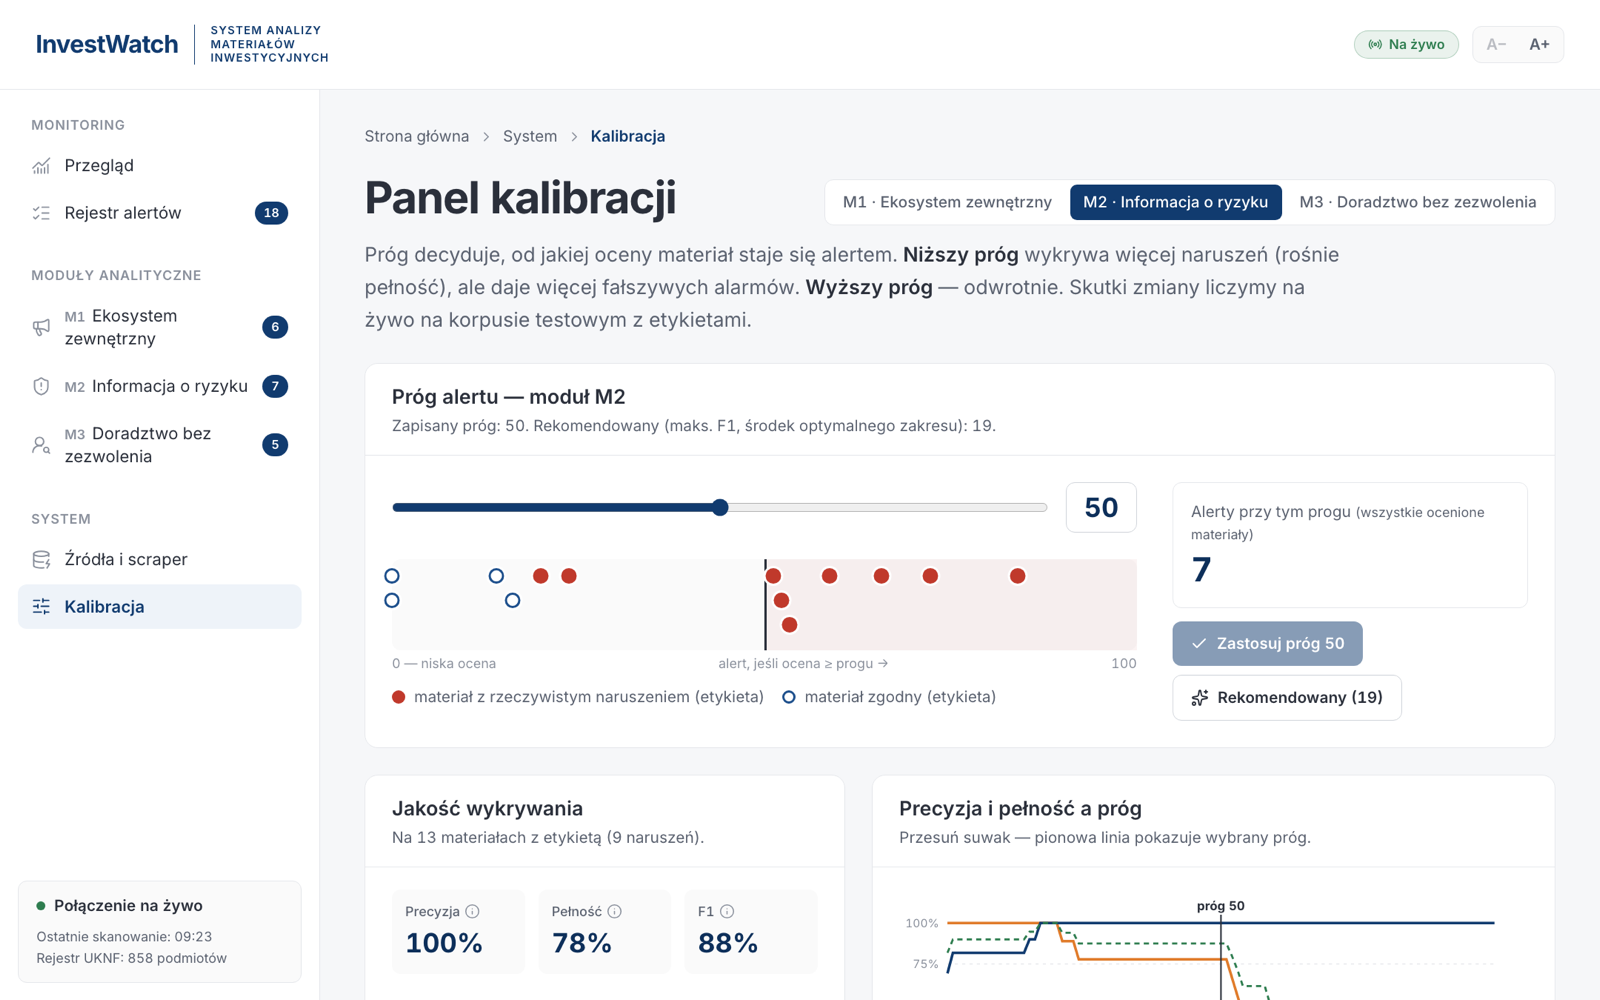 InvestWatch
SYSTEM ANALIZY
MATERIAŁÓW
INWESTYCYJNYCH
Na żywo
A−
A+
MONITORING
Przegląd
Rejestr alertów
18
MODUŁY ANALITYCZNE
M1 Ekosystem
zewnętrzny
6
M2 Informacja o ryzyku
7
M3 Doradztwo bez
zezwolenia
5
SYSTEM
Źródła i scraper
Kalibracja
Połączenie na żywo
Ostatnie skanowanie: 09:23
Rejestr UKNF: 858 podmiotów
Strona główna
System
Kalibracja
Panel kalibracji
M1 · Ekosystem zewnętrzny
M2 · Informacja o ryzyku
M3 · Doradztwo bez zezwolenia
Próg decyduje, od jakiej oceny materiał staje się alertem. Niższy próg wykrywa więcej naruszeń (rośnie
pełność), ale daje więcej fałszywych alarmów. Wyższy próg — odwrotnie. Skutki zmiany liczymy na
żywo na korpusie testowym z etykietami.
Próg alertu — moduł M2
Zapisany próg: 50. Rekomendowany (maks. F1, środek optymalnego zakresu): 19.
50
0 — niska ocena
alert, jeśli ocena ≥ progu →
100
materiał z rzeczywistym naruszeniem (etykieta)
materiał zgodny (etykieta)
Alerty przy tym progu (wszystkie ocenione
materiały)
7
Zastosuj próg 50
Rekomendowany (19)
Jakość wykrywania
Na 13 materiałach z etykietą (9 naruszeń).
Precyzja
100%
Pełność
78%
F1
88%
Precyzja i pełność a próg
Przesuń suwak — pionowa linia pokazuje wybrany próg.
próg 50
100%
75%